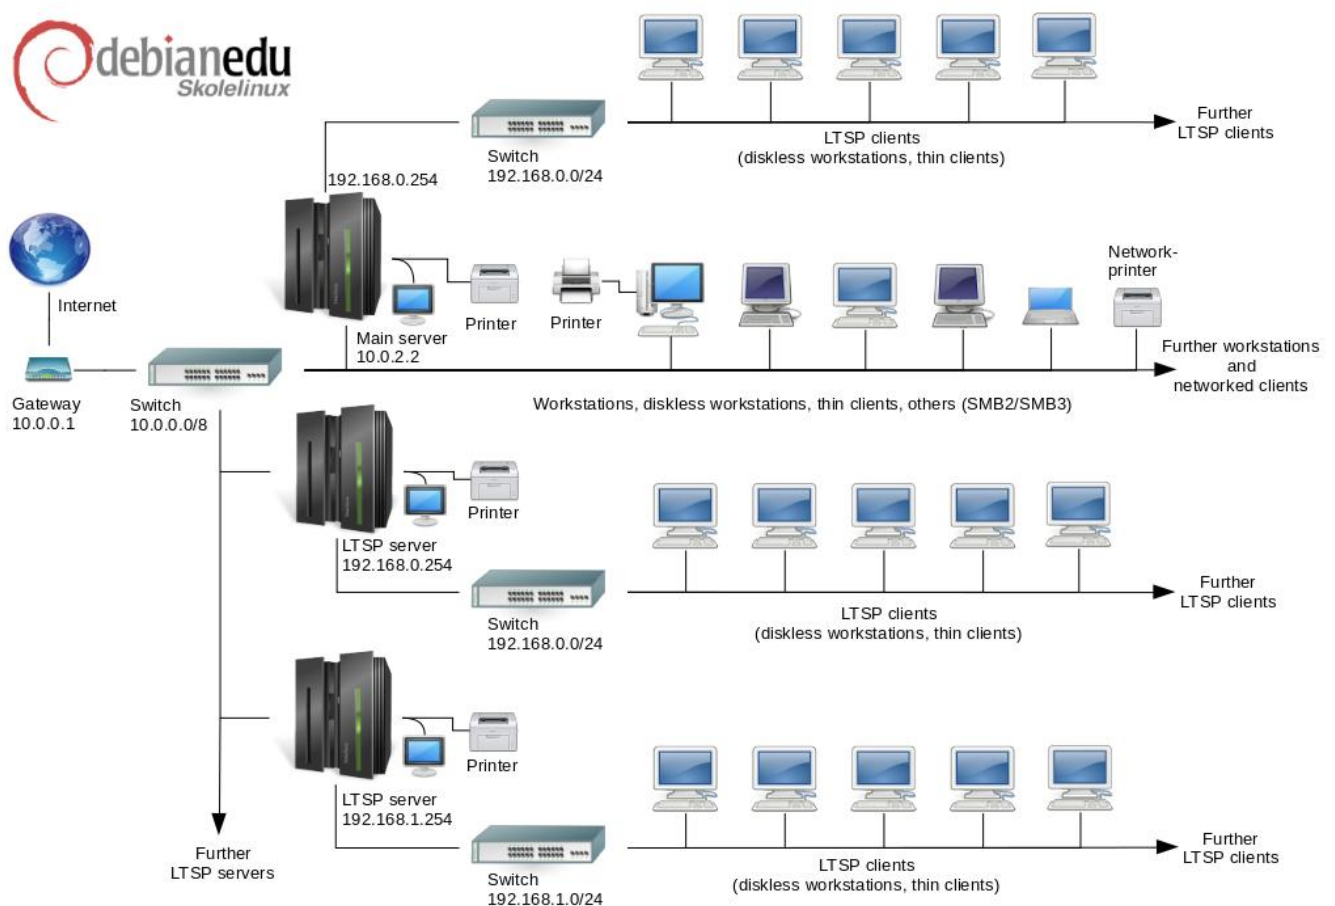 debianedu
Skolelinux
Further
LTSP clients
LTSP clients
(diskless workstations, thin clients)
Switch
192.168.0.0/24
192.168.0.254
Network-
printer
Internet
Printer
Printer
Main server
10.0.2.2
Further workstations
and
networked clients
Gateway
10.0.0.1
Switch
10.0.0.0/8
Workstations, diskless workstations, thin clients, others (SMB2/SMB3)
Printer
LTSP server
192.168.0.254
Further
LTSP clients
LTSP clients
(diskless workstations, thin clients)
Switch
192.168.0.0/24
Printer
LTSP server
192.168.1.254
Further
LTSP servers
Further
LTSP clients
LTSP clients
(diskless workstations, thin clients)
Switch
192.168.1.0/24